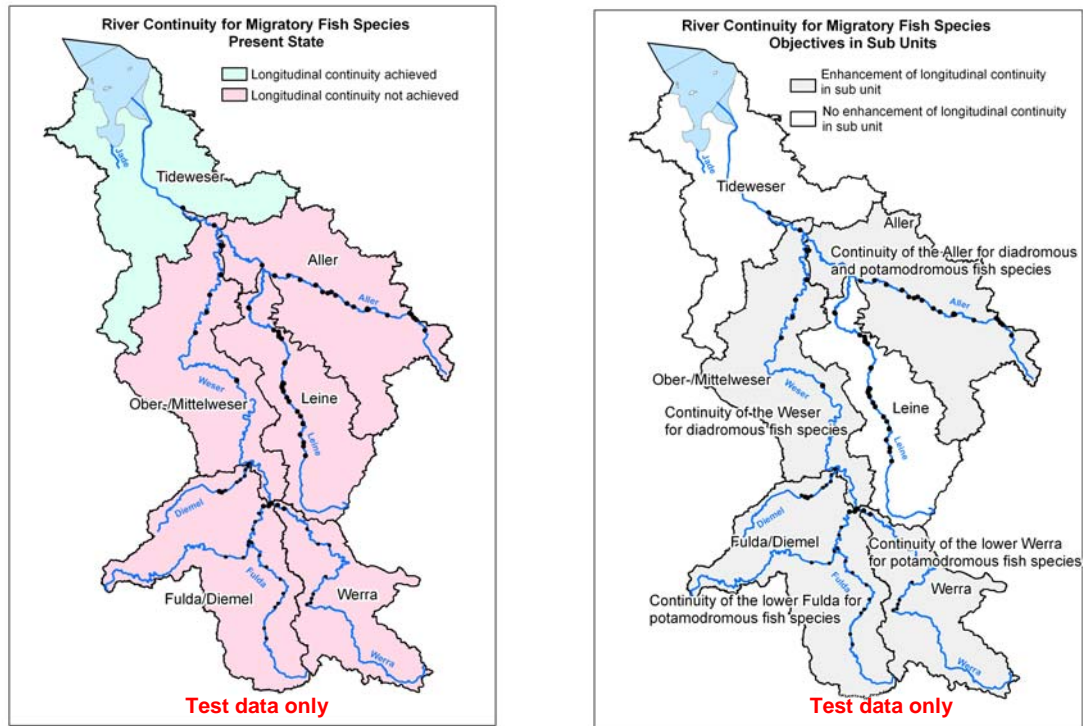 River Continuity for Migratory Fish Species
Present State
Longitudinal continuity achieved
Longitudinal continuity not achieved
Jade
Tideweser
Aller
Aller
Weser
Ober-/Mittelweser
Leine
Leine
Diemel
Fulda
Fulda/Diemel
Werra
Werra
Test data only
River Continuity for Migratory Fish Species
Objectives in Sub Units
Enhancement of longitudinal continuity
in sub unit
No enhancement of longitudinal continuity
in sub unit
Jade
Tideweser
Aller
Continuity of the Aller for diadromous
and potamodromous fish species
Aller
Ober-/Mittelweser
Weser
Continuity of the Weser
for diadromous fish species
Leine
Leine
Diemel
Fulda/Diemel
Continuity of the lower Werra
for potamodromous fish species
Fulda
Werra
Continuity of the lower Fulda for
potamodromous fish species
Werra
Test data only